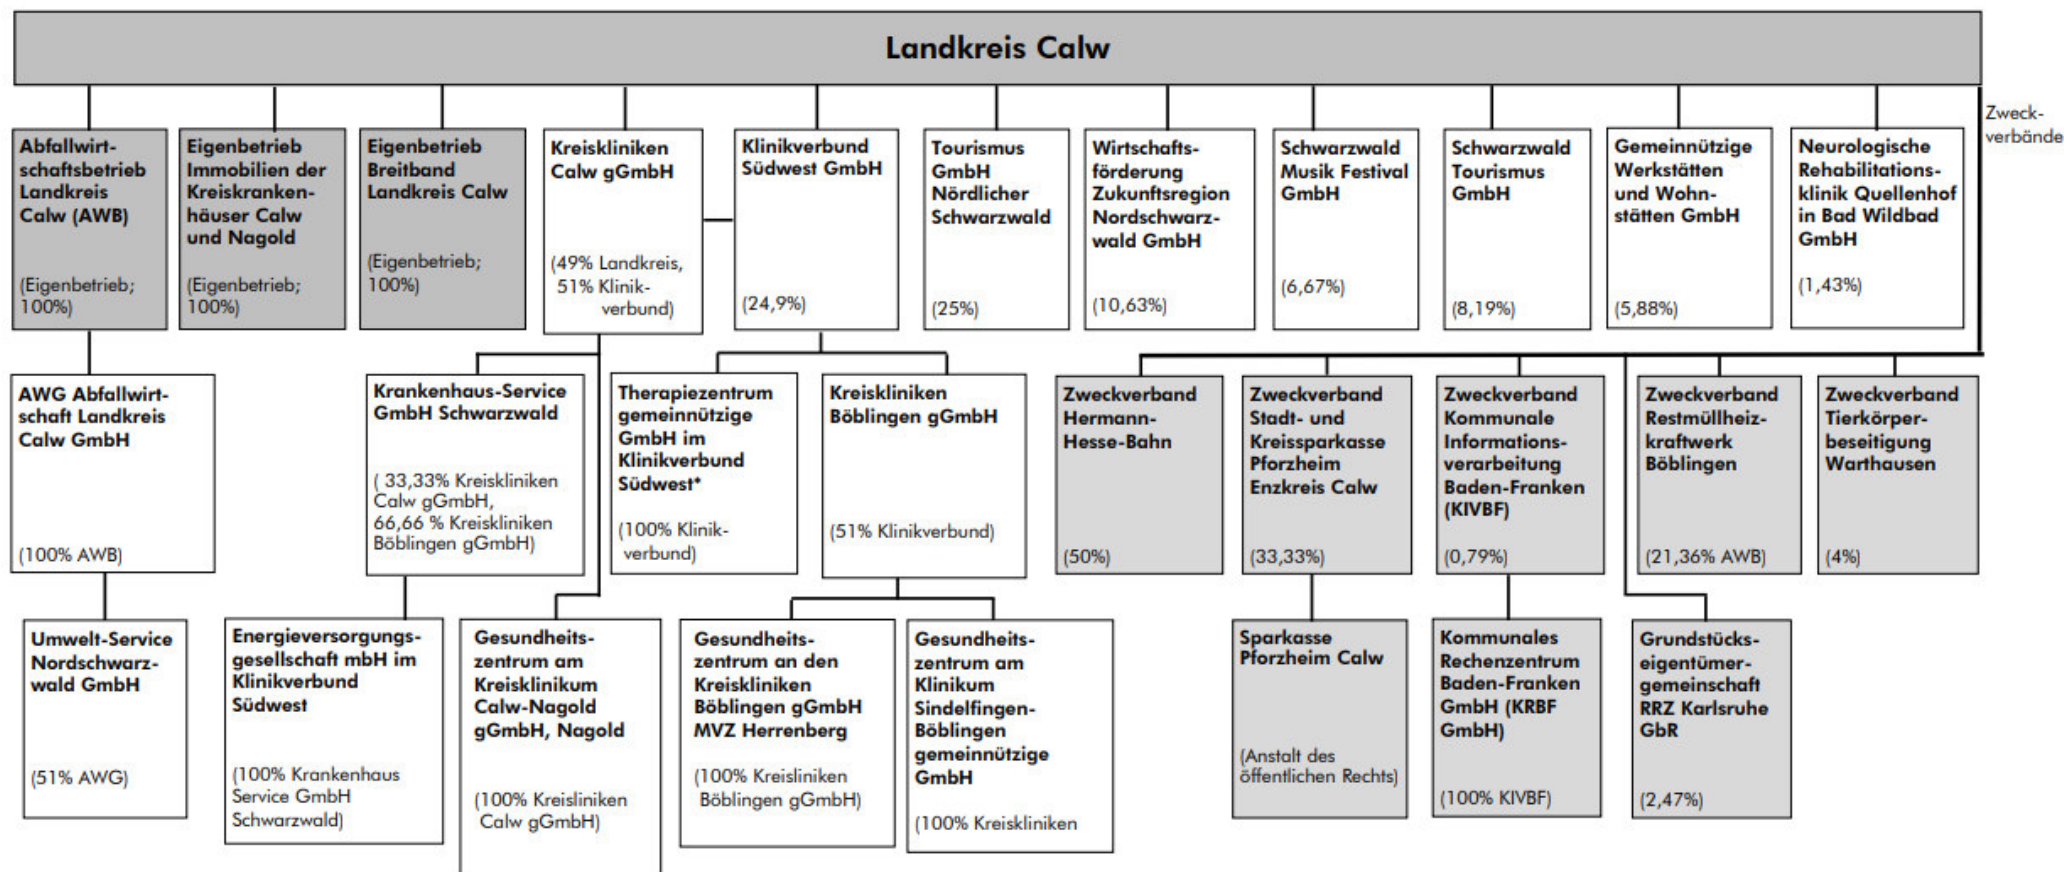 Landkreis Calw
Zweck-
verbände
Abfallwirt-
schaftsbetrieb
Landkreis
Calw (AWB)
(Eigenbetrieb;
100%)
Eigenbetrieb
Immobilien der
Kreiskranken-
häuser Calw
und Nagold
(Eigenbetrieb;
100%)
Eigenbetrieb
Breitband
Landkreis Calw
(Eigenbetrieb;
100%)
Kreiskliniken
Calw gGmbH
(49% Landkreis,
51% Klinik-
verbund)
Klinikverbund
Südwest GmbH
(24,9%)
Tourismus
GmbH
Nördlicher
Schwarzwald
(25%)
Wirtschafts-
förderung
Zukunftsregion
Nordschwarz-
wald GmbH
(10,63%)
Schwarzwald
Musik Festival
GmbH
(6,67%)
Schwarzwald
Tourismus
GmbH
(8,19%)
Gemeinnützige
Werkstätten
und Wohn-
stätten GmbH
(5,88%)
Neurologische
Rehabilitations-
klinik Quellenhof
in Bad Wildbad
GmbH
(1,43%)
AWG Abfallwirt-
schaft Landkreis
Calw GmbH
(100% AWB)
Krankenhaus-Service
GmbH Schwarzwald
( 33,33% Kreiskliniken
Calw gGmbH,
66,66 % Kreiskliniken
Böblingen gGmbH)
Therapiezentrum
gemeinnützige
GmbH im
Klinikverbund
Südwest*
(100% Klinik-
verbund)
Kreiskliniken
Böblingen gGmbH
(51% Klinikverbund)
Zweckverband
Hermann-
Hesse-Bahn
(50%)
Zweckverband
Stadt- und
Kreissparkasse
Pforzheim
Enzkreis Calw
(33,33%)
Zweckverband
Kommunale
Informations-
verarbeitung
Baden-Franken
(KIVBF)
(0,79%)
Zweckverband
Restmüllheiz-
kraftwerk
Böblingen
(21,36% AWB)
Zweckverband
Tierkörper-
beseitigung
Warthausen
(4%)
Umwelt-Service
Nordschwarz-
wald GmbH
(51% AWG)
Energieversorgungs-
gesellschaft mbH im
Klinikverbund
Südwest
(100% Krankenhaus
Service GmbH
Schwarzwald)
Gesundheits-
zentrum am
Kreisklinikum
Calw-Nagold
gGmbH, Nagold
(100% Kreisliniken
Calw gGmbH)
Gesundheits-
zentrum an den
Kreiskliniken
Böblingen gGmbH
MVZ Herrenberg
(100% Kreisliniken
Böblingen gGmbH)
Gesundheits-
zentrum am
Klinikum
Sindelfingen-
Böblingen
gemeinnützige
GmbH
(100% Kreiskliniken
Sparkasse
Pforzheim Calw
(Anstalt des
öffentlichen Rechts)
Kommunales
Rechenzentrum
Baden-Franken
GmbH (KRBF
GmbH)
(100% KIVBF)
Grundstücks-
eigentümer-
gemeinschaft
RRZ Karlsruhe
GbR
(2,47%)